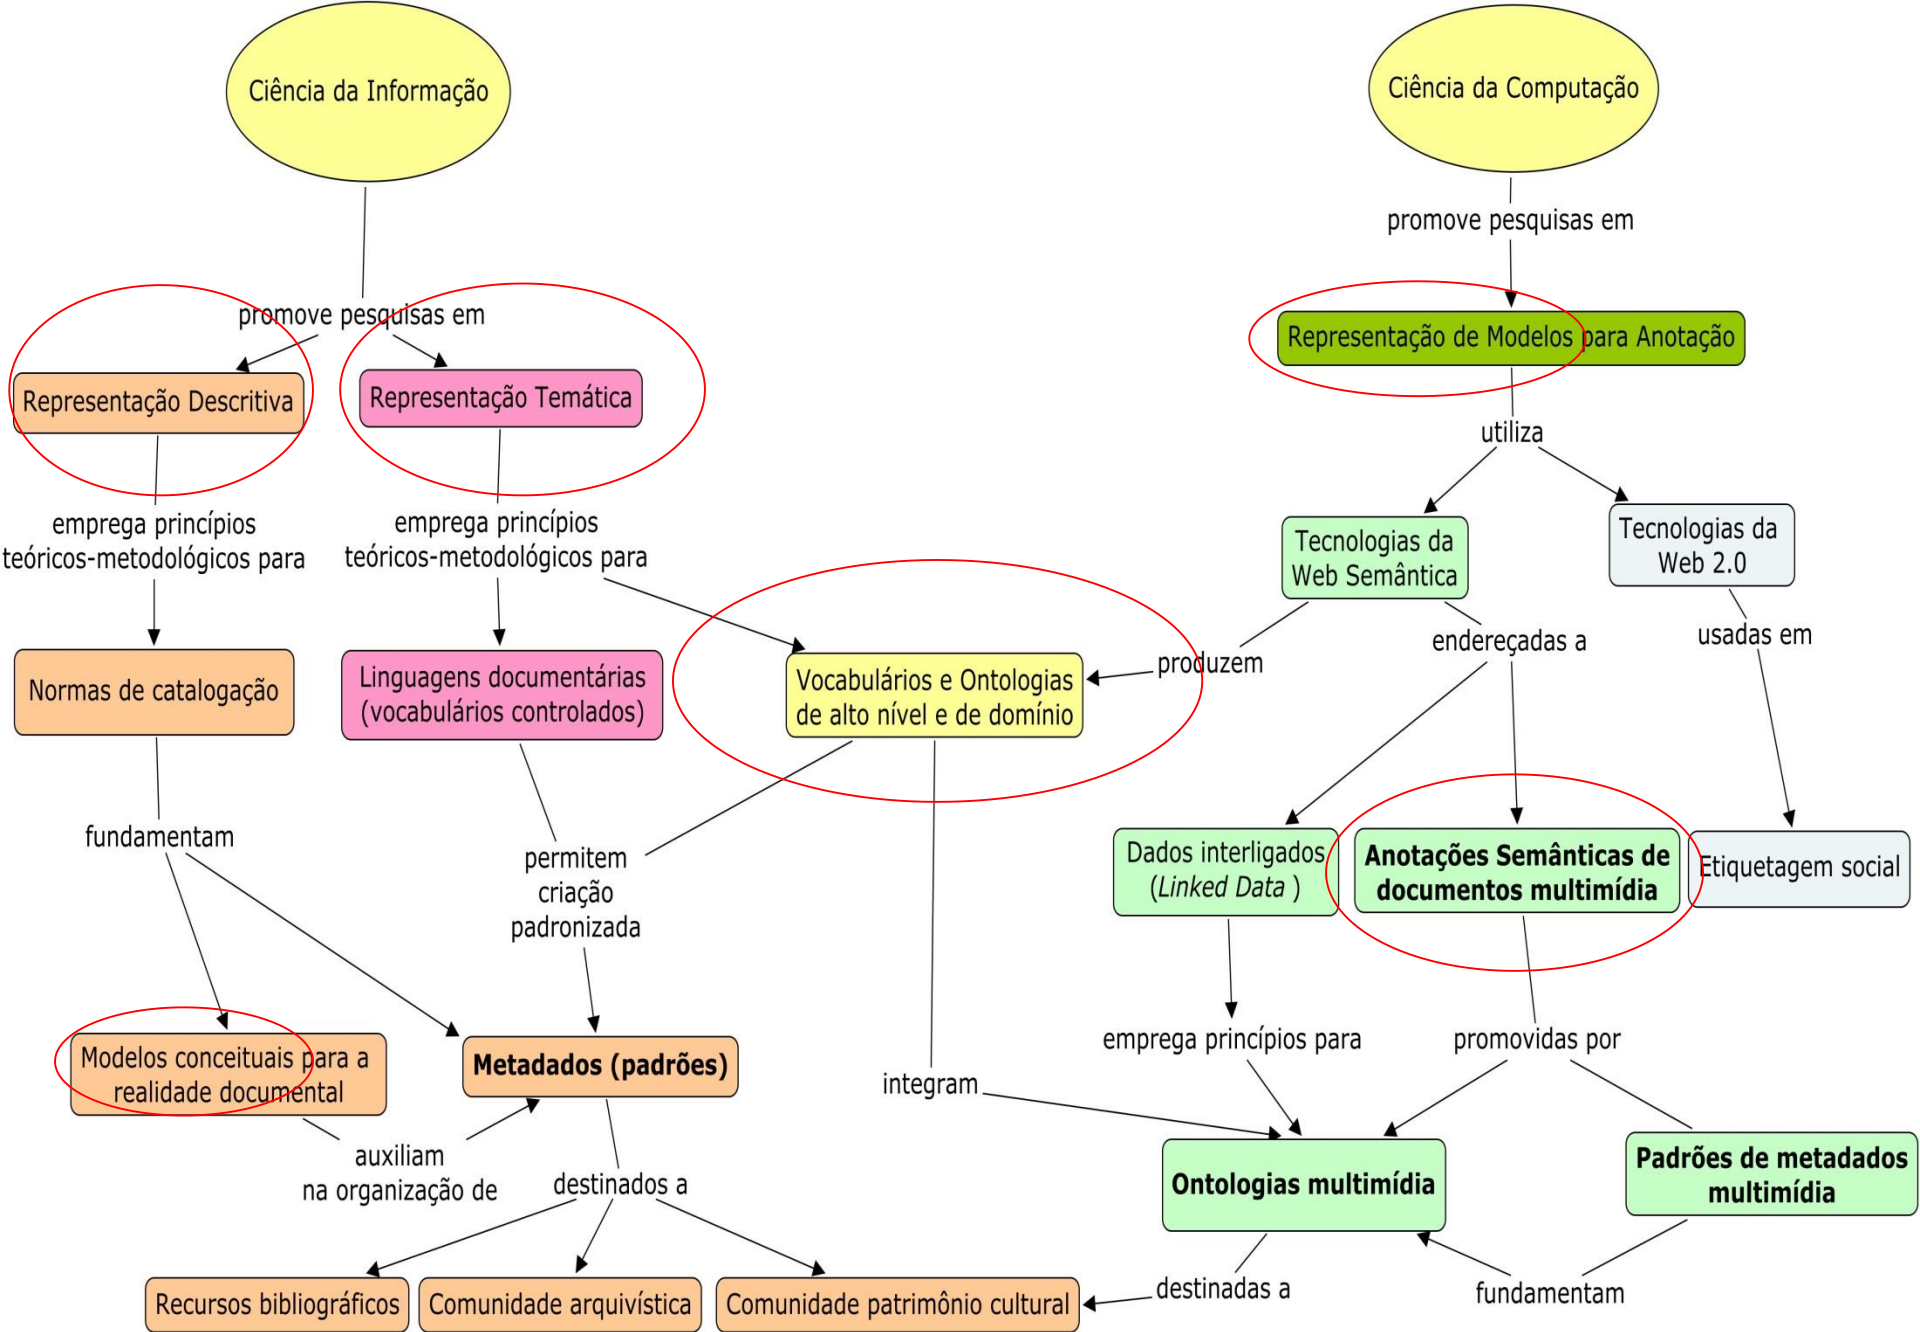 Ciência da Informação
Ciência da Computação
promove pesquisas em
promove pesquisas em
Representação de Modelos para Anotação
Representação Descritiva
Representação Temática
utiliza
emprega princípios
teóricos-metodológicos para
emprega princípios
teóricos-metodológicos para
Tecnologias da
Web Semântica
Tecnologias da
Web 2.0
produzem
endereçadas a
usadas em
Normas de catalogação
Linguagens documentárias
(vocabulários controlados)
Vocabulários e Ontologias
de alto nível e de domínio
fundamentam
permitem
criação
padronizada
Dados interligados
(Linked Data )
Anotações Semânticas de
documentos multimídia
Etiquetagem social
Modelos conceituais para a
realidade documental
Metadados (padrões)
integram
emprega princípios para
promovidas por
auxiliam
na organização de
destinados a
Ontologias multimídia
Padrões de metadados
multimídia
Recursos bibliográficos
Comunidade arquivística
Comunidade patrimônio cultural
destinadas a
fundamentam